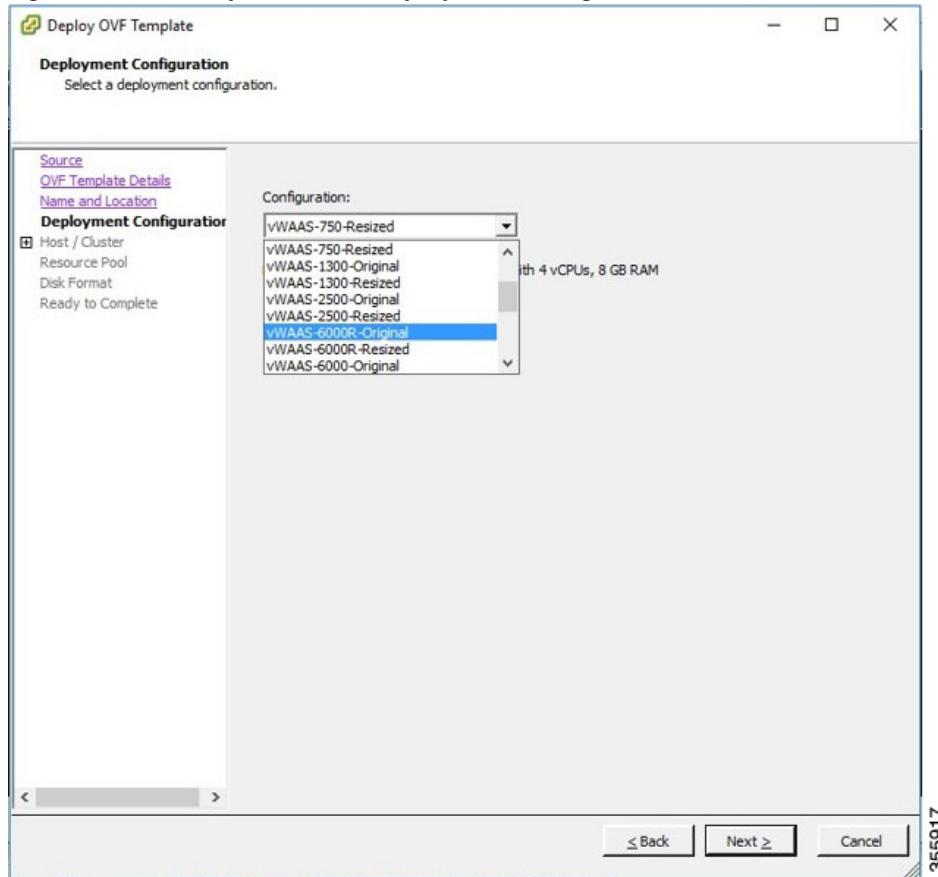 Deploy OVF Template
Deployment Configuration
Select a deployment configuration.
Source
OVF Template Details
Name and Location
Deployment Configuration
Host / Cluster
Resource Pool
Disk Format
Ready to Complete
Configuration:
vWAAS-750-Resized
vWAAS-750-Resized
vWAAS-1300-Original
vWAAS-1300-Resized
vWAAS-2500-Original
vWAAS-2500-Resized
vWAAS-6000R-Original
vWAAS-6000R-Resized
vWAAS-6000-Original
ith 4 vCPUs, 8 GB RAM
≤ Back
Next ≥
Cancel
355917